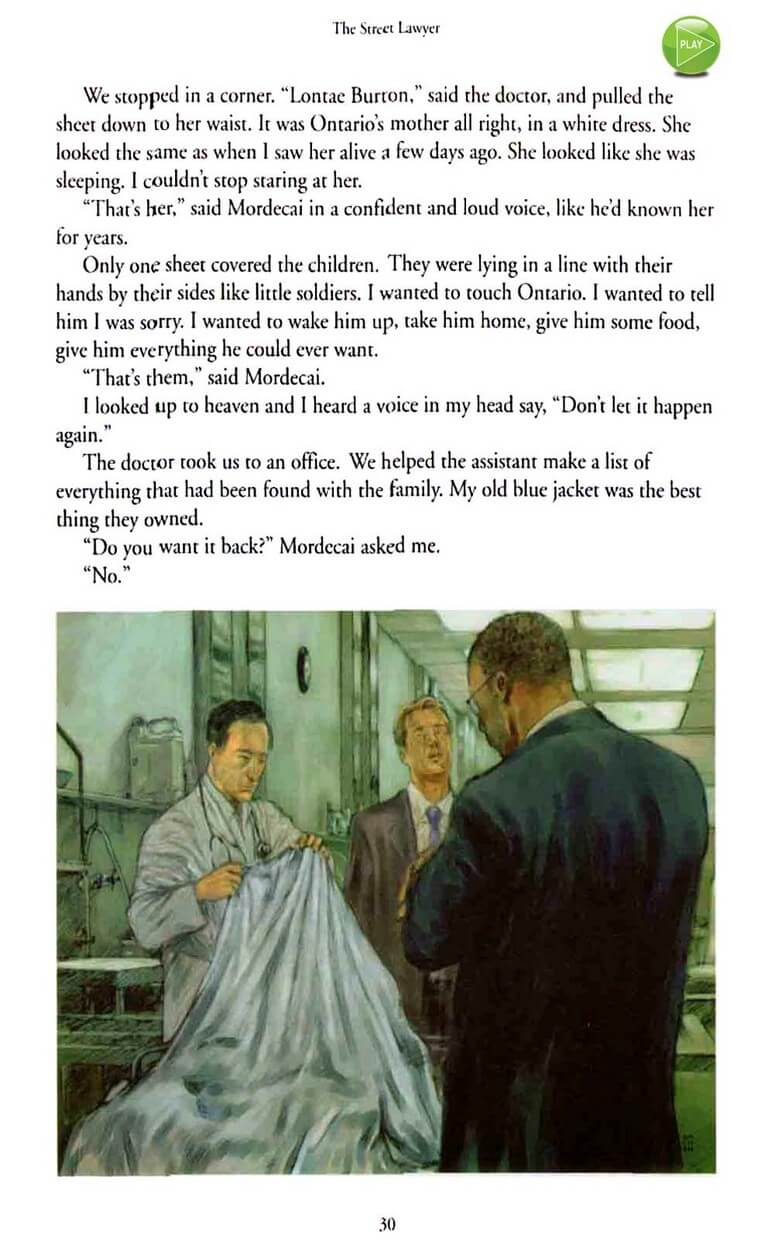 The Street Lawyer
PLAY
We stopped in a corner. “Lontae Burton,” said the doctor, and pulled the
sheet down to her waist. It was Ontario’s mother all right, in a white dress. She
looked the same as when I saw her alive a few days ago. She looked like she was
sleeping. I couldn’t stop staring at her.
“That’s her,” said Mordecai in a confident and loud voice, like he’d known her
for years.
Only one sheet covered the children. They were lying in a line with their
hands by their sides like little soldiers. I wanted to touch Ontario. I wanted to tell
him I was sorry. I wanted to wake him up, take him home, give him some food,
give him everything he could ever want.
“That’s them,” said Mordecai.
I looked up to heaven and I heard a voice in my head say, “Don’t let it happen
again.”
The doctor took us to an office. We helped the assistant make a list of
everything that had been found with the family. My old blue jacket was the best
thing they owned.
“Do you want it back?” Mordecai asked me.
“No.”
30